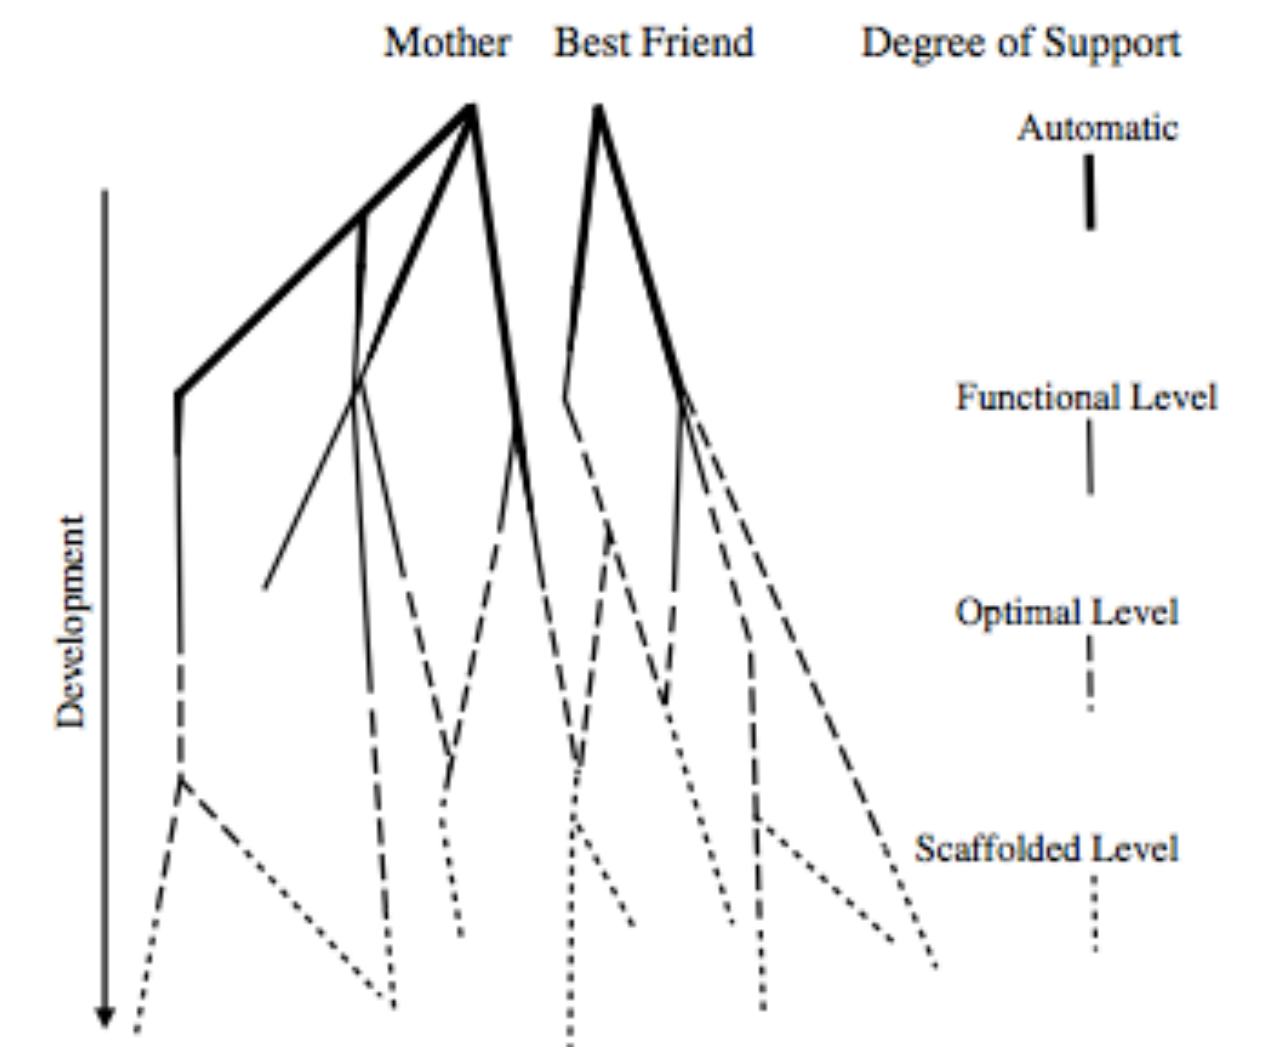 Mother
Best Friend
Degree of Support
Automatic
Functional Level
Optimal Level
Development
Scaffolded Level